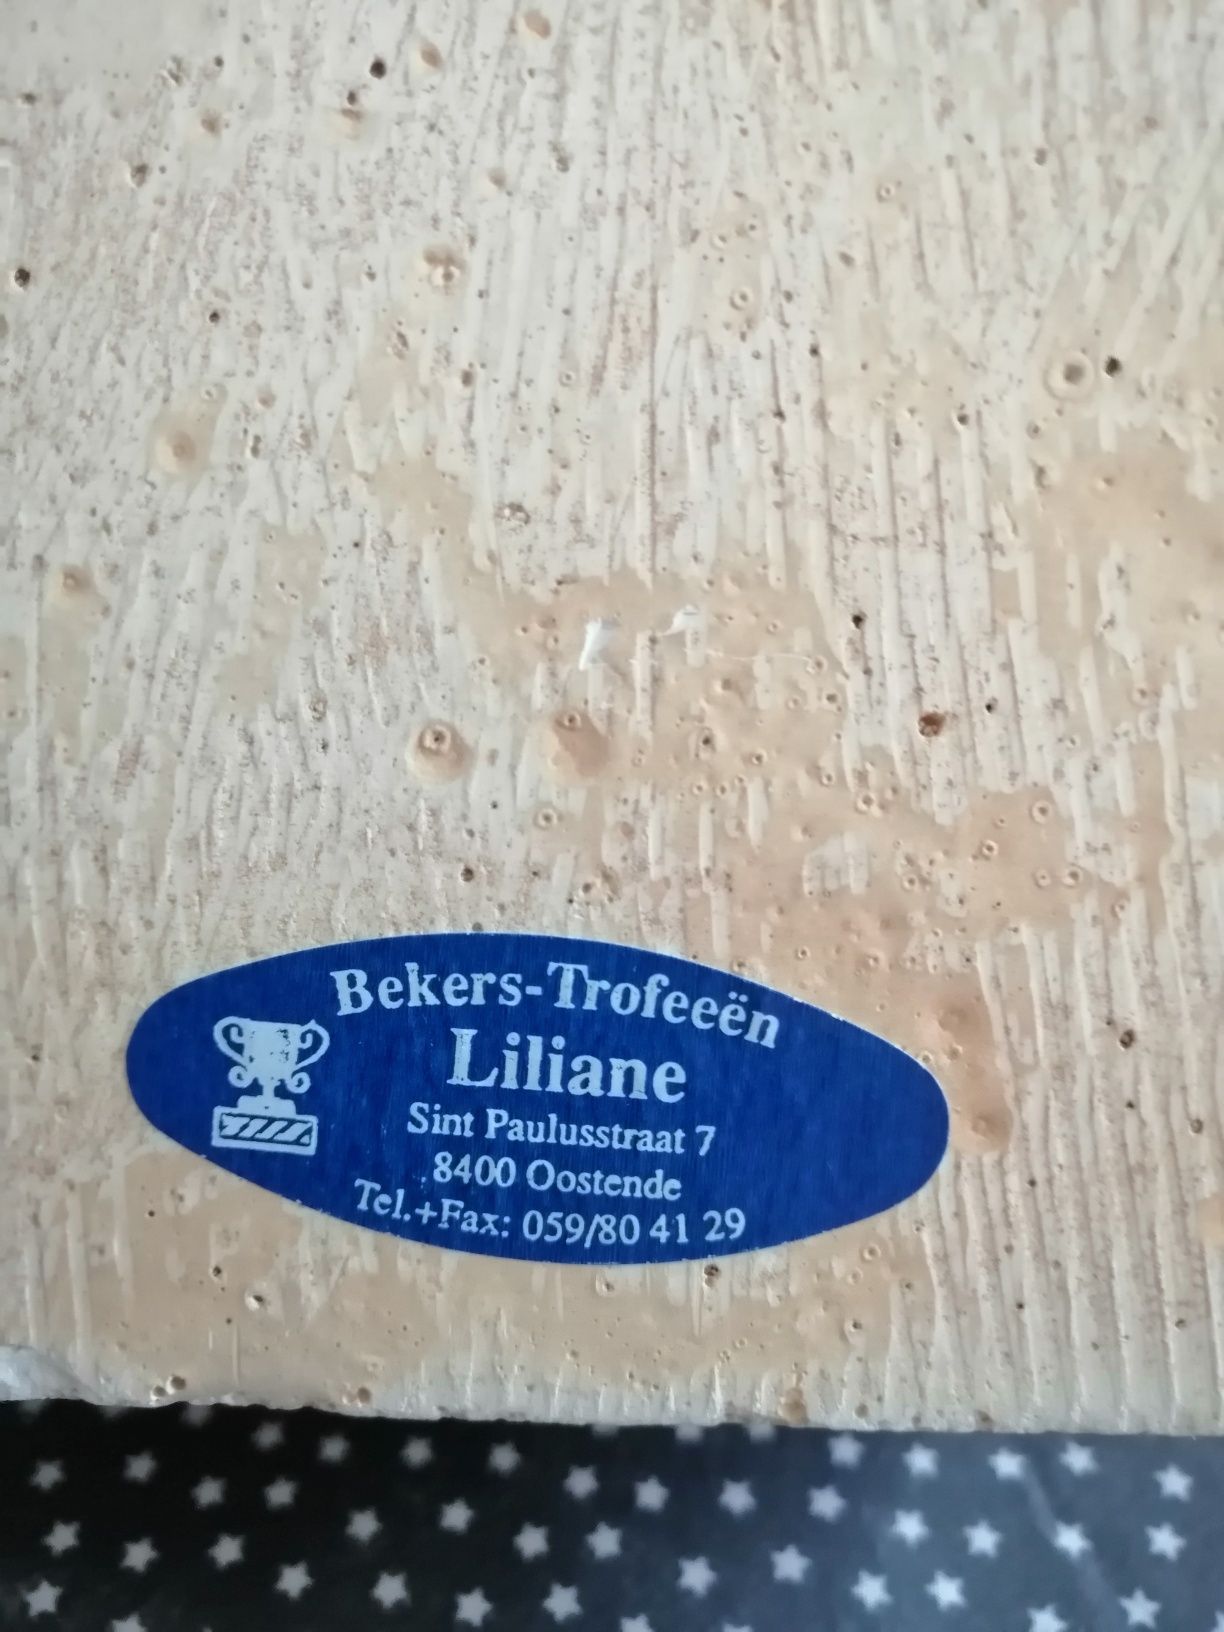 Bekers-Trofeeën
Liliane
Sint Paulusstraat 7
8400 Oostende
Tel.+Fax: 059/80 41 29